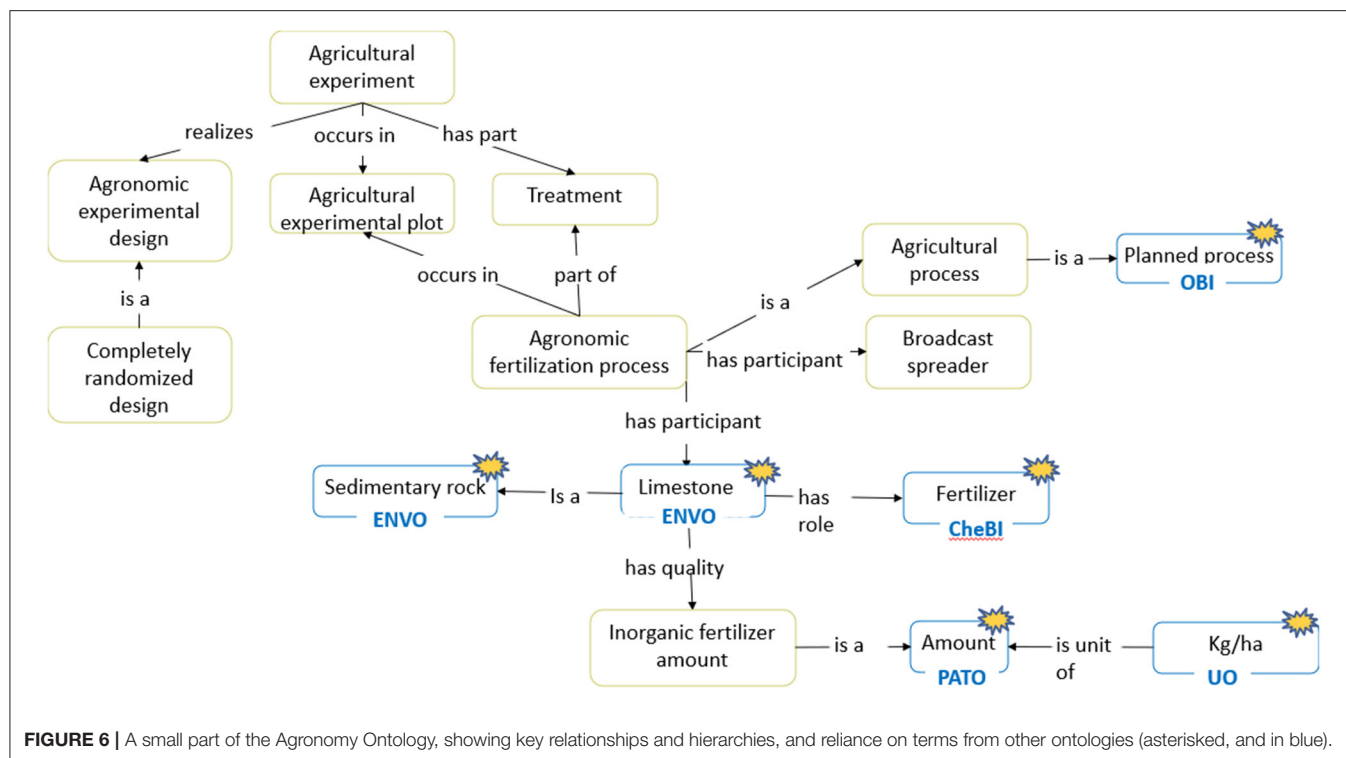 Agricultural
experiment
realizes
occurs in
has part
Agronomic
experimental
design
Agricultural
experimental plot
Treatment
Agricultural
process
is a
Planned process
OBI
occurs in
part of
is a
is a
Completely
randomized
design
Agronomic
fertilization process
has participant
Broadcast
spreader
has participant
Sedimentary rock
ENVO
Is a
Limestone
ENVO
has
role
Fertilizer
CheBI
has quality
Inorganic fertilizer
amount
is a
Amount
PATO
is unit
of
Kg/ha
UO
FIGURE 6 | A small part of the Agronomy Ontology, showing key relationships and hierarchies, and reliance on terms from other ontologies (asterisked, and in blue).